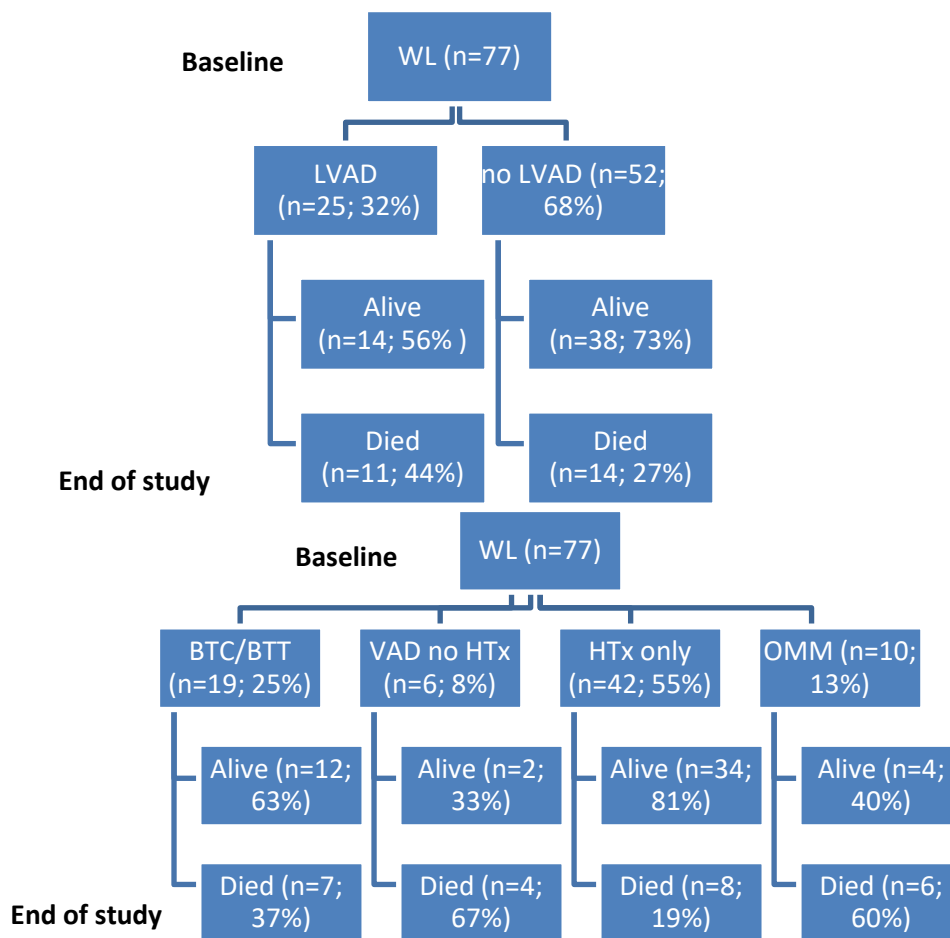 Baseline
WL (n=77)
LVAD
(n=25; 32%)
no LVAD (n=52;
68%)
Alive
(n=14; 56% )
Alive
(n=38; 73%)
Died
(n=11; 44%)
Died
(n=14; 27%)
End of study
Baseline
WL (n=77)
BTC/BTT
(n=19; 25%)
VAD no HTx
(n=6; 8%)
HTx only
(n=42; 55%)
OMM (n=10;
13%)
Alive (n=12;
63%)
Alive (n=2;
33%)
Alive (n=34;
81%)
Alive (n=4;
40%)
Died (n=7;
37%)
Died (n=4;
67%)
Died (n=8;
19%)
Died (n=6;
60%)
End of study